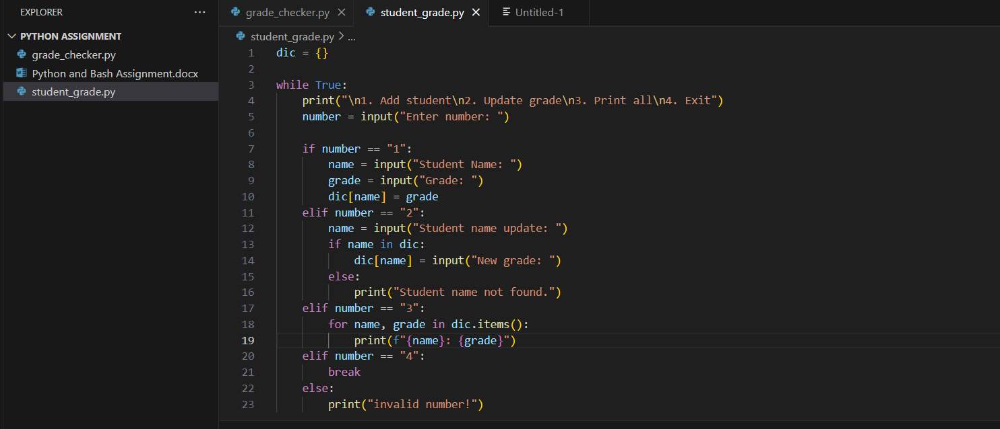 EXPLORER ...
PYTHON ASSIGNMENT
grade_checker.py
Python and Bash Assignment.docx
student_grade.py
grade_checker.py student_grade.py Untitled-1
student_grade.py > ...
1 dic = {}
2
3 while True:
4     print("\n1. Add student\n2. Update grade\n3. Print all\n4. Exit")
5     number = input("Enter number: ")
6
7     if number == "1":
8         name = input("Student Name: ")
9         grade = input("Grade: ")
10         dic[name] = grade
11     elif number == "2":
12         name = input("Student name update: ")
13         if name in dic:
14             dic[name] = input("New grade: ")
15         else:
16             print("Student name not found.")
17     elif number == "3":
18         for name, grade in dic.items():
19             print(f"{name}: {grade}")
20     elif number == "4":
21         break
22     else:
23         print("invalid number!")